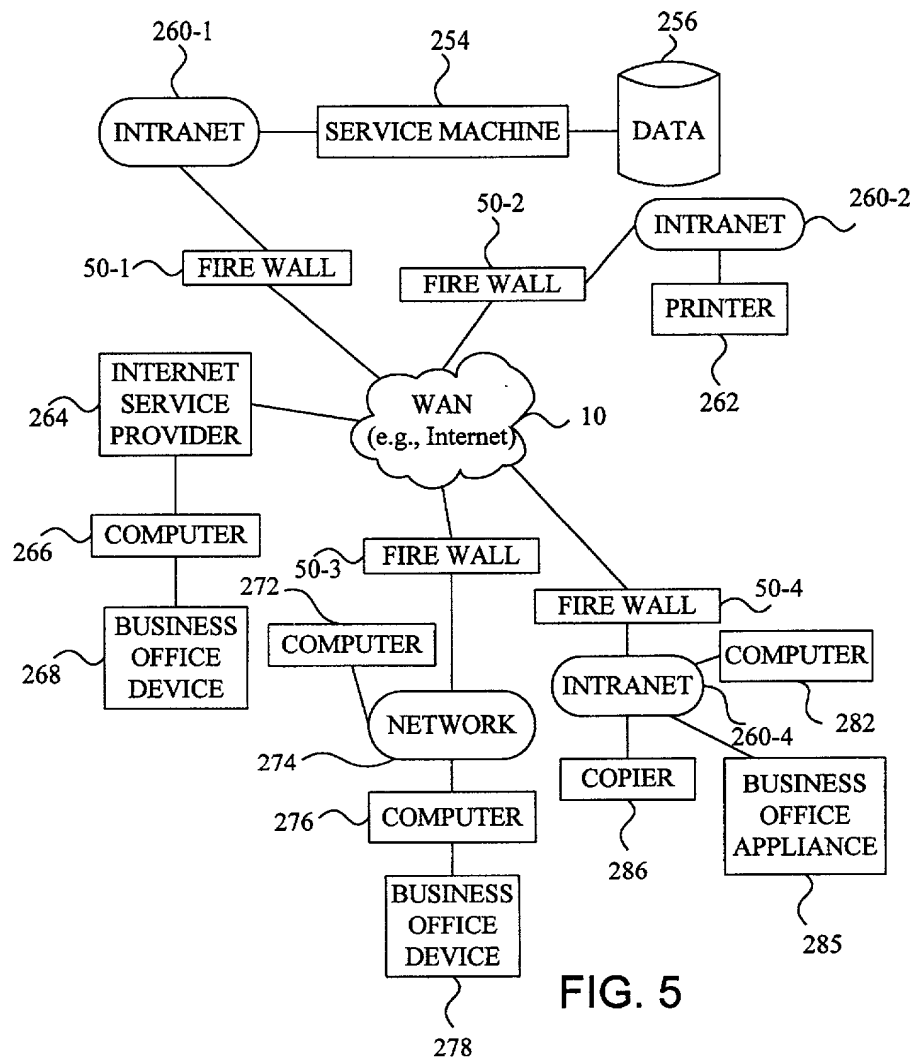 260-1
254
256
INTRANET
SERVICE MACHINE
DATA
50-2
260-2
INTRANET
50-1
FIRE WALL
FIRE WALL
PRINTER
262
INTERNET
SERVICE
PROVIDER
264
WAN
(e.g., Internet)
10
COMPUTER
266
50-3
FIRE WALL
272
50-4
FIRE WALL
BUSINESS
OFFICE
DEVICE
268
COMPUTER
COMPUTER
282
INTRANET
260-4
NETWORK
274
COPIER
286
BUSINESS
OFFICE
APPLIANCE
285
276
COMPUTER
BUSINESS
OFFICE
DEVICE
278
FIG. 5